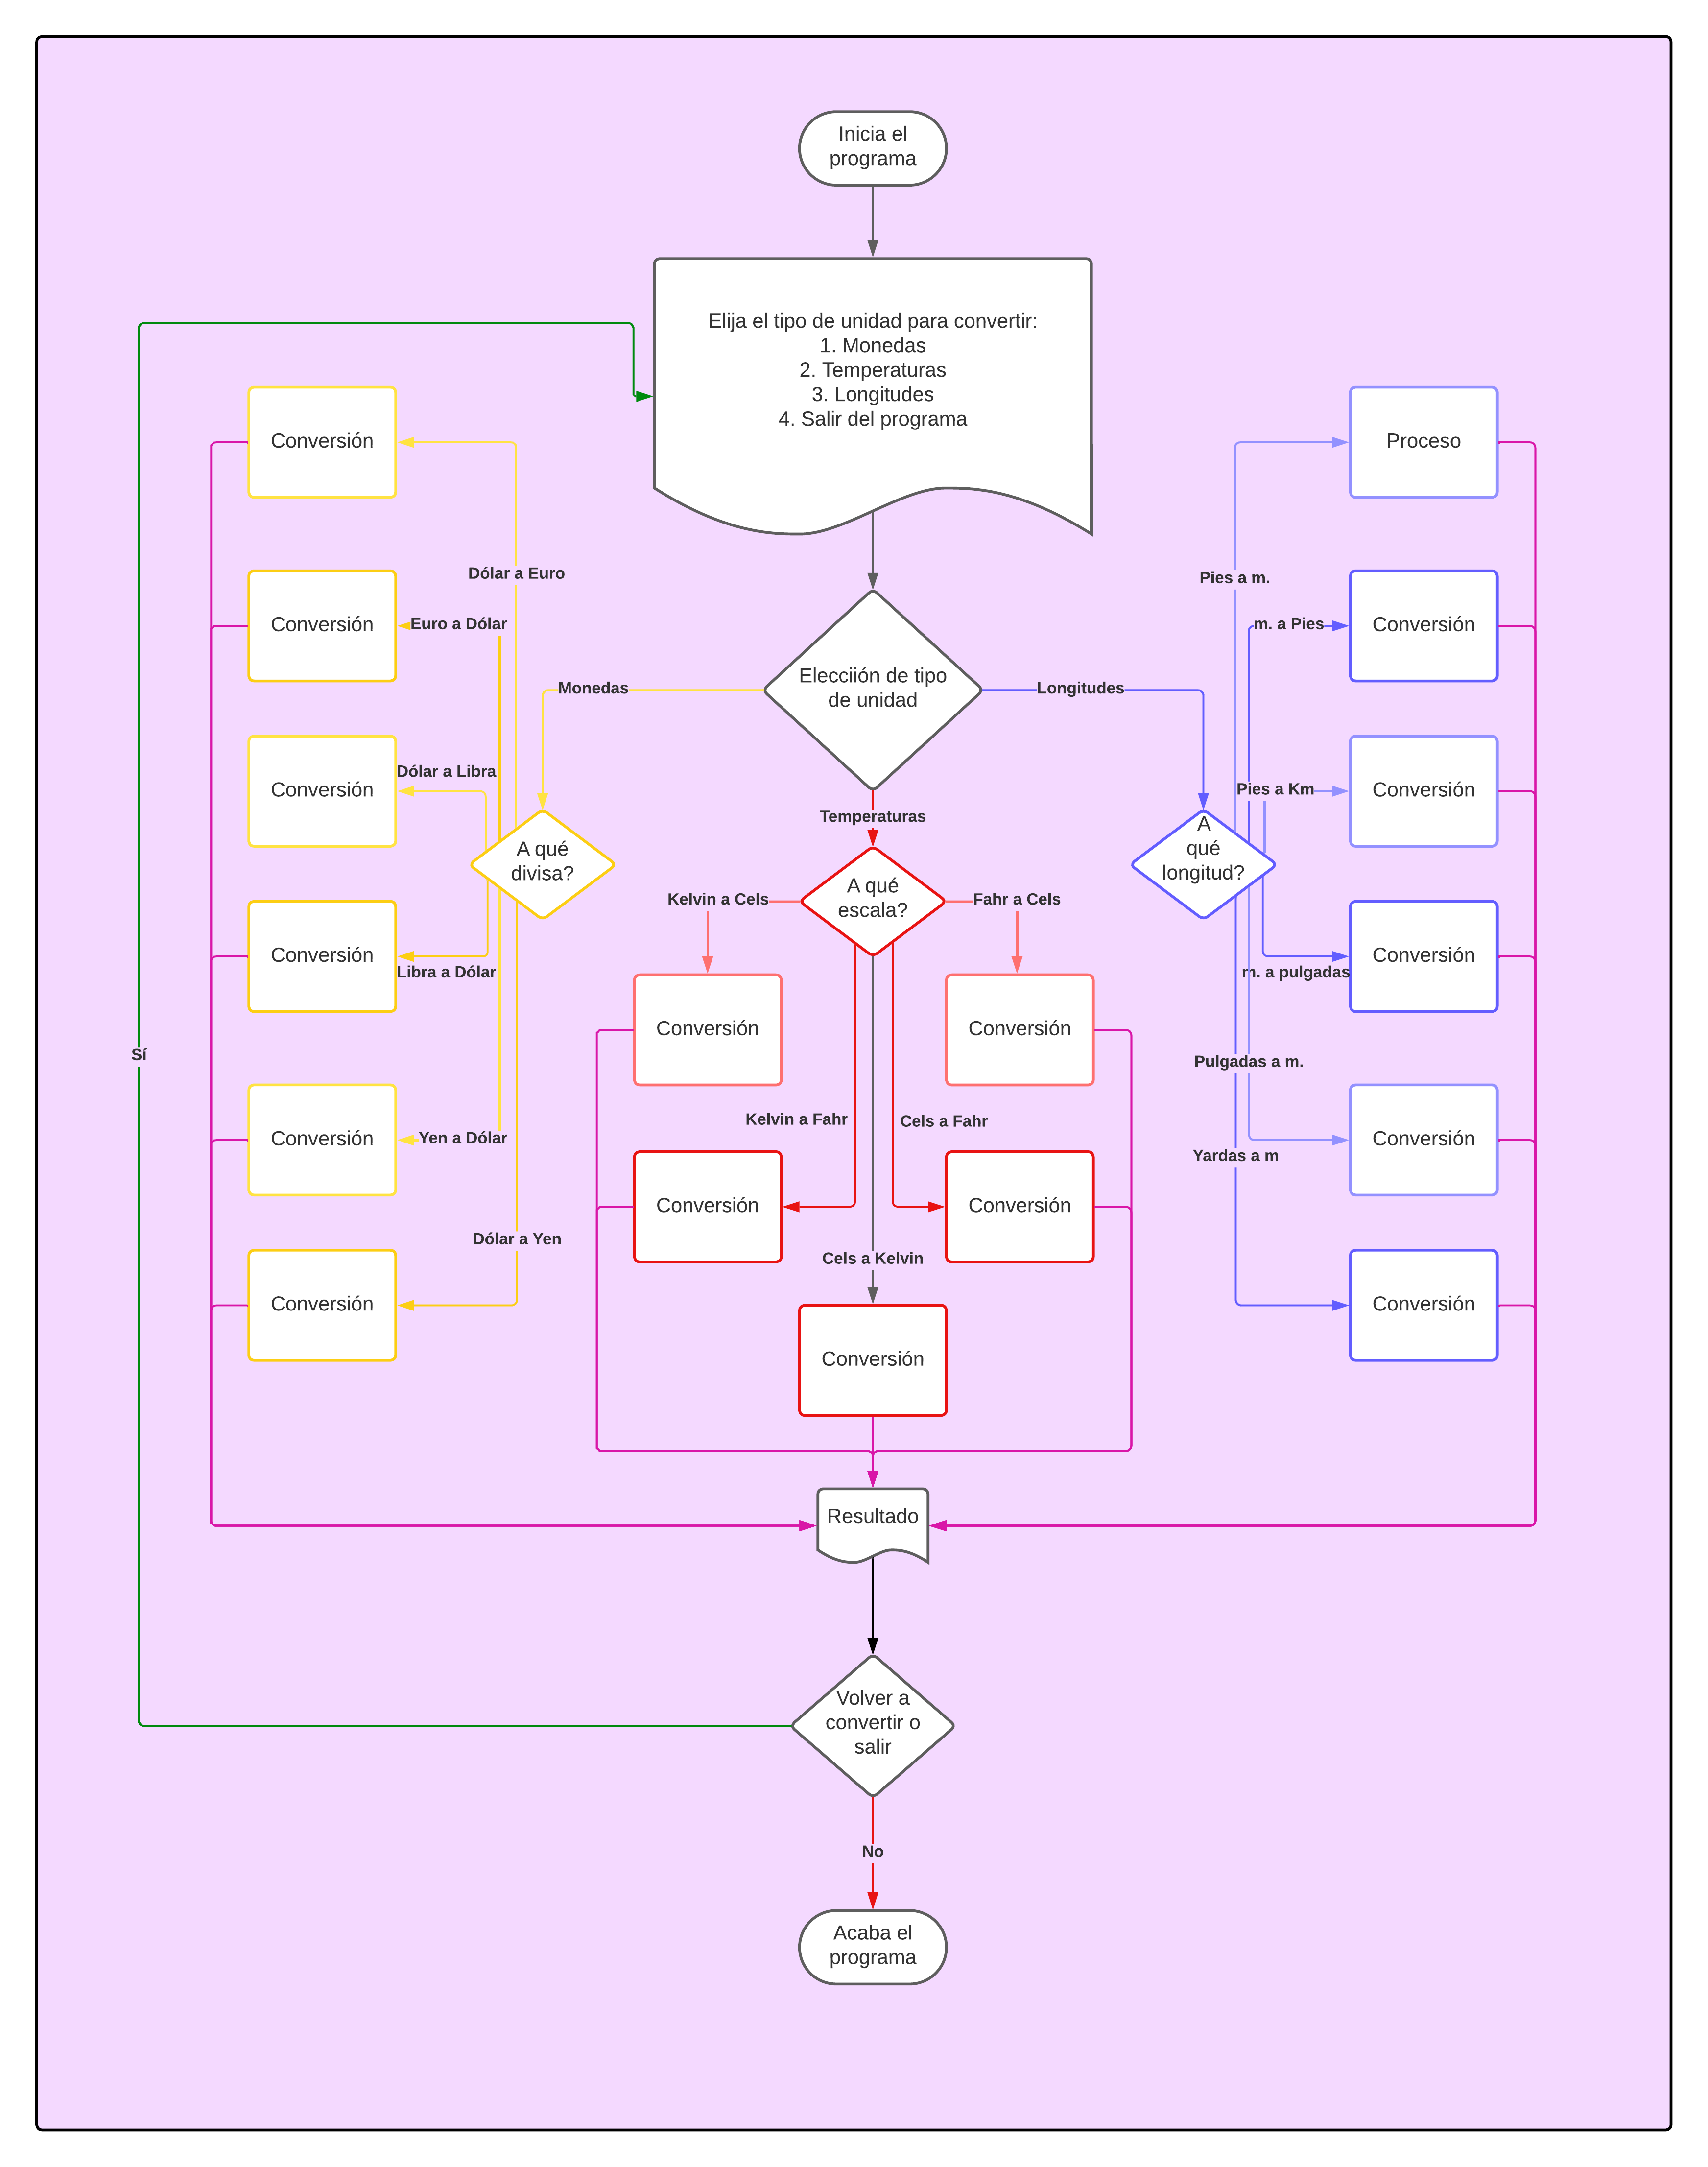 Inicia el
programa
Elija el tipo de unidad para convertir:
1. Monedas
2. Temperaturas
3. Longitudes
4. Salir del programa
Conversión
Proceso
Dólar a Euro
Pies a m.
Conversión
Euro a Dólar
m. a Pies
Conversión
Elecciión de tipo
de unidad
Monedas
Longitudes
Conversión
Dólar a Libra
Pies a Km
Conversión
Temperaturas
A qué
divisa?
A
qué
longitud?
A qué
escala?
Kelvin a Cels
Fahr a Cels
Conversión
Libra a Dólar
m. a pulgadas
Conversión
Conversión
Conversión
Sí
Pulgadas a m.
Kelvin a Fahr
Cels a Fahr
Conversión
Yen a Dólar
Conversión
Yardas a m
Conversión
Conversión
Dólar a Yen
Cels a Kelvin
Conversión
Conversión
Conversión
Resultado
Volver a
convertir o
salir
No
Acaba el
programa